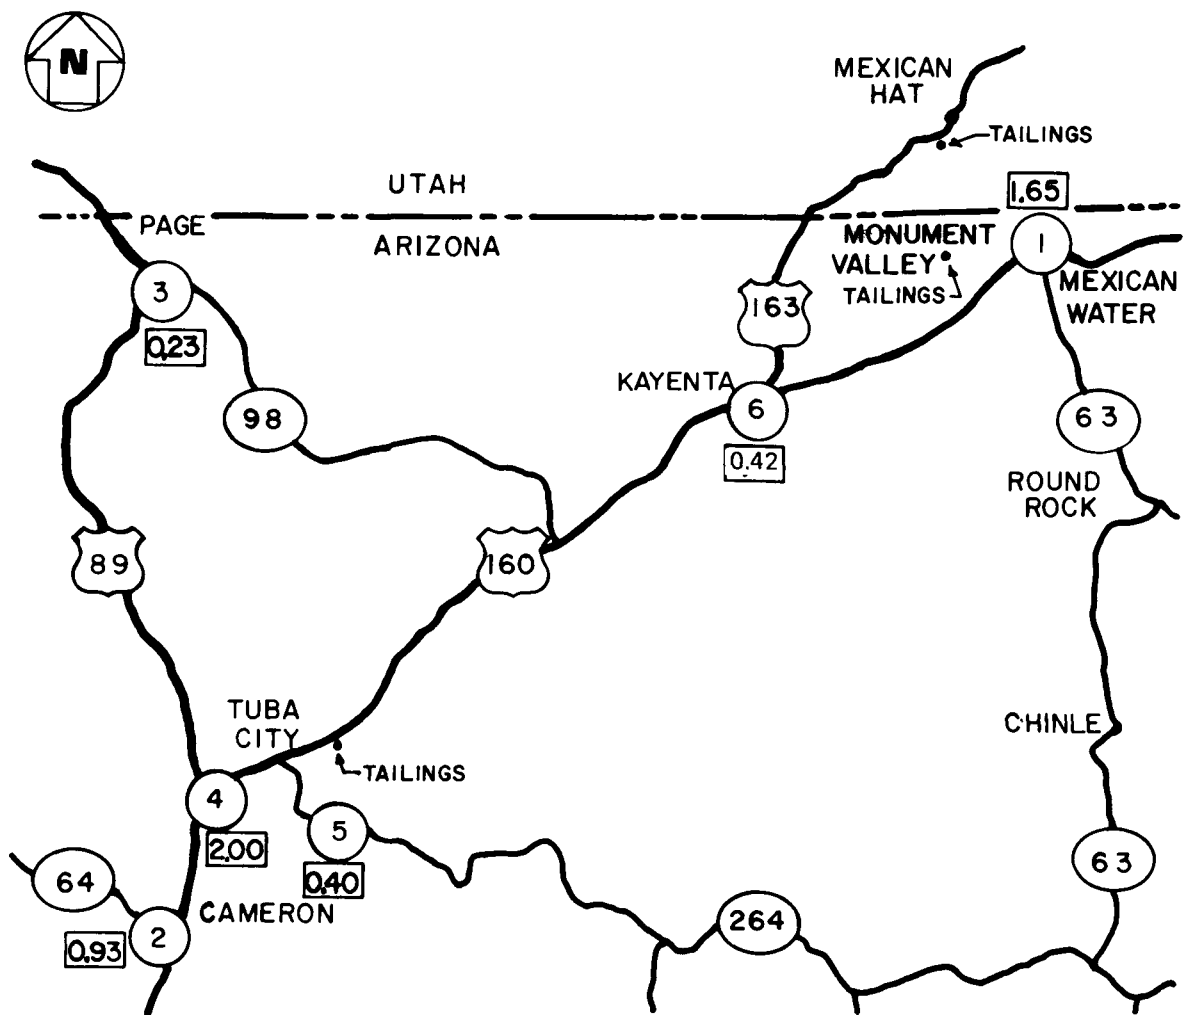 N
MEXICAN
HAT
TAILINGS
UTAH
1.65
PAGE
ARIZONA
MONUMENT
VALLEY
TAILINGS
1
MEXICAN
WATER
3
0.23
163
KAYENTA
6
0.42
98
63
ROUND
ROCK
89
160
TUBA
CITY
TAILINGS
CHINLE
4
2.00
5
0.40
64
63
CAMERON
2
0.93
264